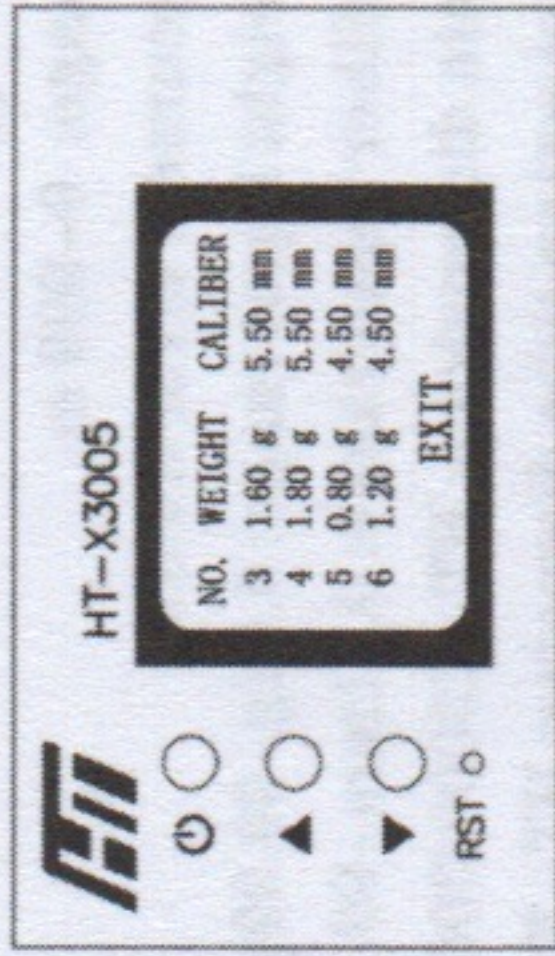 HTI
HT-X3005
NO. WEIGHT CALIBER
3 1.60 g 5.50 mm
4 1.80 g 5.50 mm
5 0.80 g 4.50 mm
6 1.20 g 4.50 mm
EXIT
RST